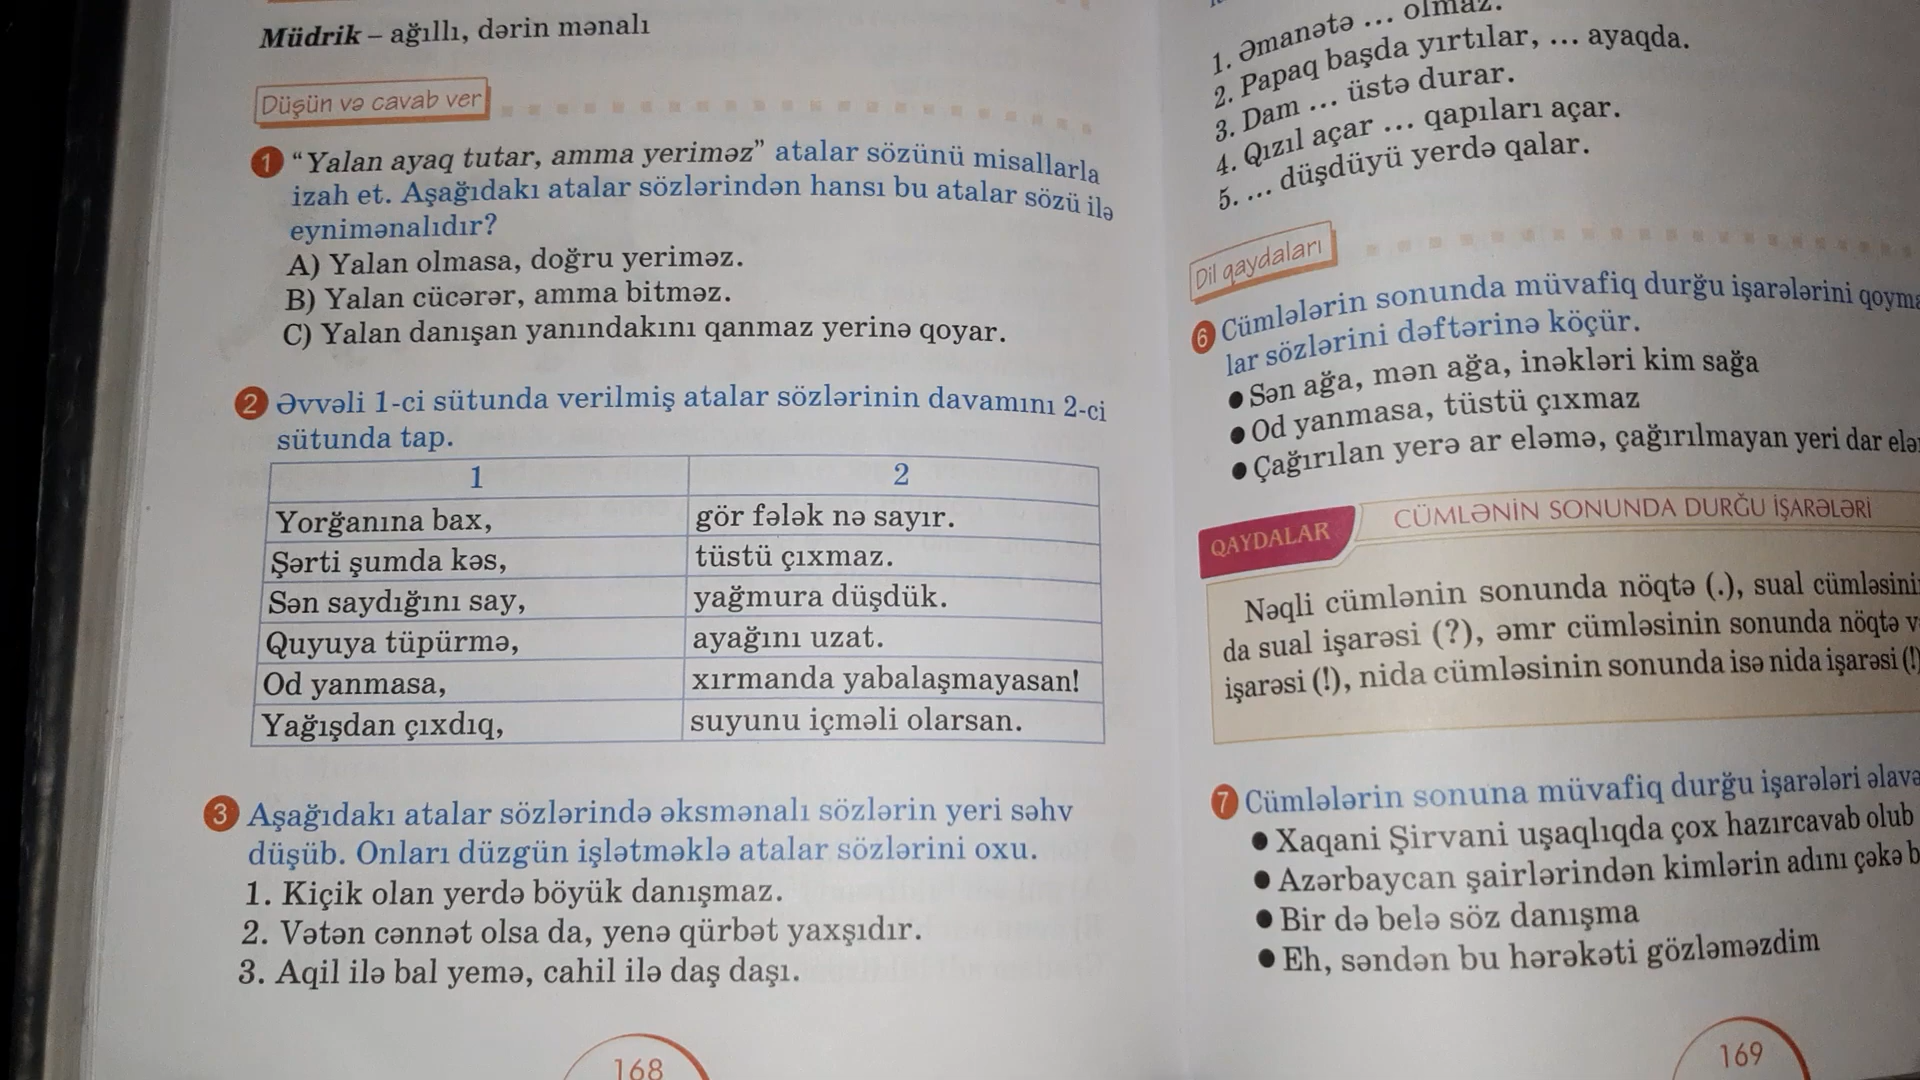 Müdrik – ağıllı, dərin mənalı
Düşün və cavab ver
1 “Yalan ayaq tutar, amma yeriməz” atalar sözünü misallarla
izah et. Aşağıdakı atalar sözlərindən hansı bu atalar sözü ilə
eynimənalıdır?
A) Yalan olmasa, doğru yeriməz.
B) Yalan cücərər, amma bitməz.
C) Yalan danışan yanındakını qanmaz yerinə qoyar.
2 Əvvəli 1-ci sütunda verilmiş atalar sözlərinin davamını 2-ci
sütunda tap.
1 2
Yorğanına bax, gör fələk nə sayır.
Şərti şumda kəs, tüstü çıxmaz.
Sən saydığını say, yağmura düşdük.
Quyuya tüpürmə, ayağını uzat.
Od yanmasa, xırmanda yabalaşmayasan!
Yağışdan çıxdıq, suyunu içməli olarsan.
3 Aşağıdakı atalar sözlərində əksmənalı sözlərin yeri səhv
düşüb. Onları düzgün işlətməklə atalar sözlərini oxu.
1. Kiçik olan yerdə böyük danışmaz.
2. Vətən cənnət olsa da, yenə qürbət yaxşıdır.
3. Aqil ilə bal yemə, cahil ilə daş daşı.
168
1. Əmanətə ... olmaz.
2. Papaq başda yırtılar, ... ayaqda.
3. Dam ... üstə durar.
4. Qızıl açar ... qapıları açar.
5. ... düşdüyü yerdə qalar.
Dil qaydaları
6 Cümlələrin sonunda müvafiq durğu işarələrini
lar sözlərini dəftərinə köçür.
● Sən ağa, mən ağa, inəkləri kim sağa
● Od yanmasa, tüstü çıxmaz
● Çağırılan yerə ar eləmə, çağırılmayan yeri dar
QAYDALAR CÜMLƏNİN SONUNDA DURĞU İŞARƏLƏRİ
Nəqli cümlənin sonunda nöqtə (.), sual
da sual işarəsi (?), əmr cümləsinin sonunda nöqtə
işarəsi (!), nida cümləsinin sonunda isə nida işarəsi (!)
7 Cümlələrin sonuna müvafiq durğu işarələri
● Xaqani Şirvani uşaqlıqda çox hazırcavab olub
● Azərbaycan şairlərindən kimlərin adını çəkə
● Bir də belə söz danışma
● Eh, səndən bu hərəkəti gözləməzdim
169